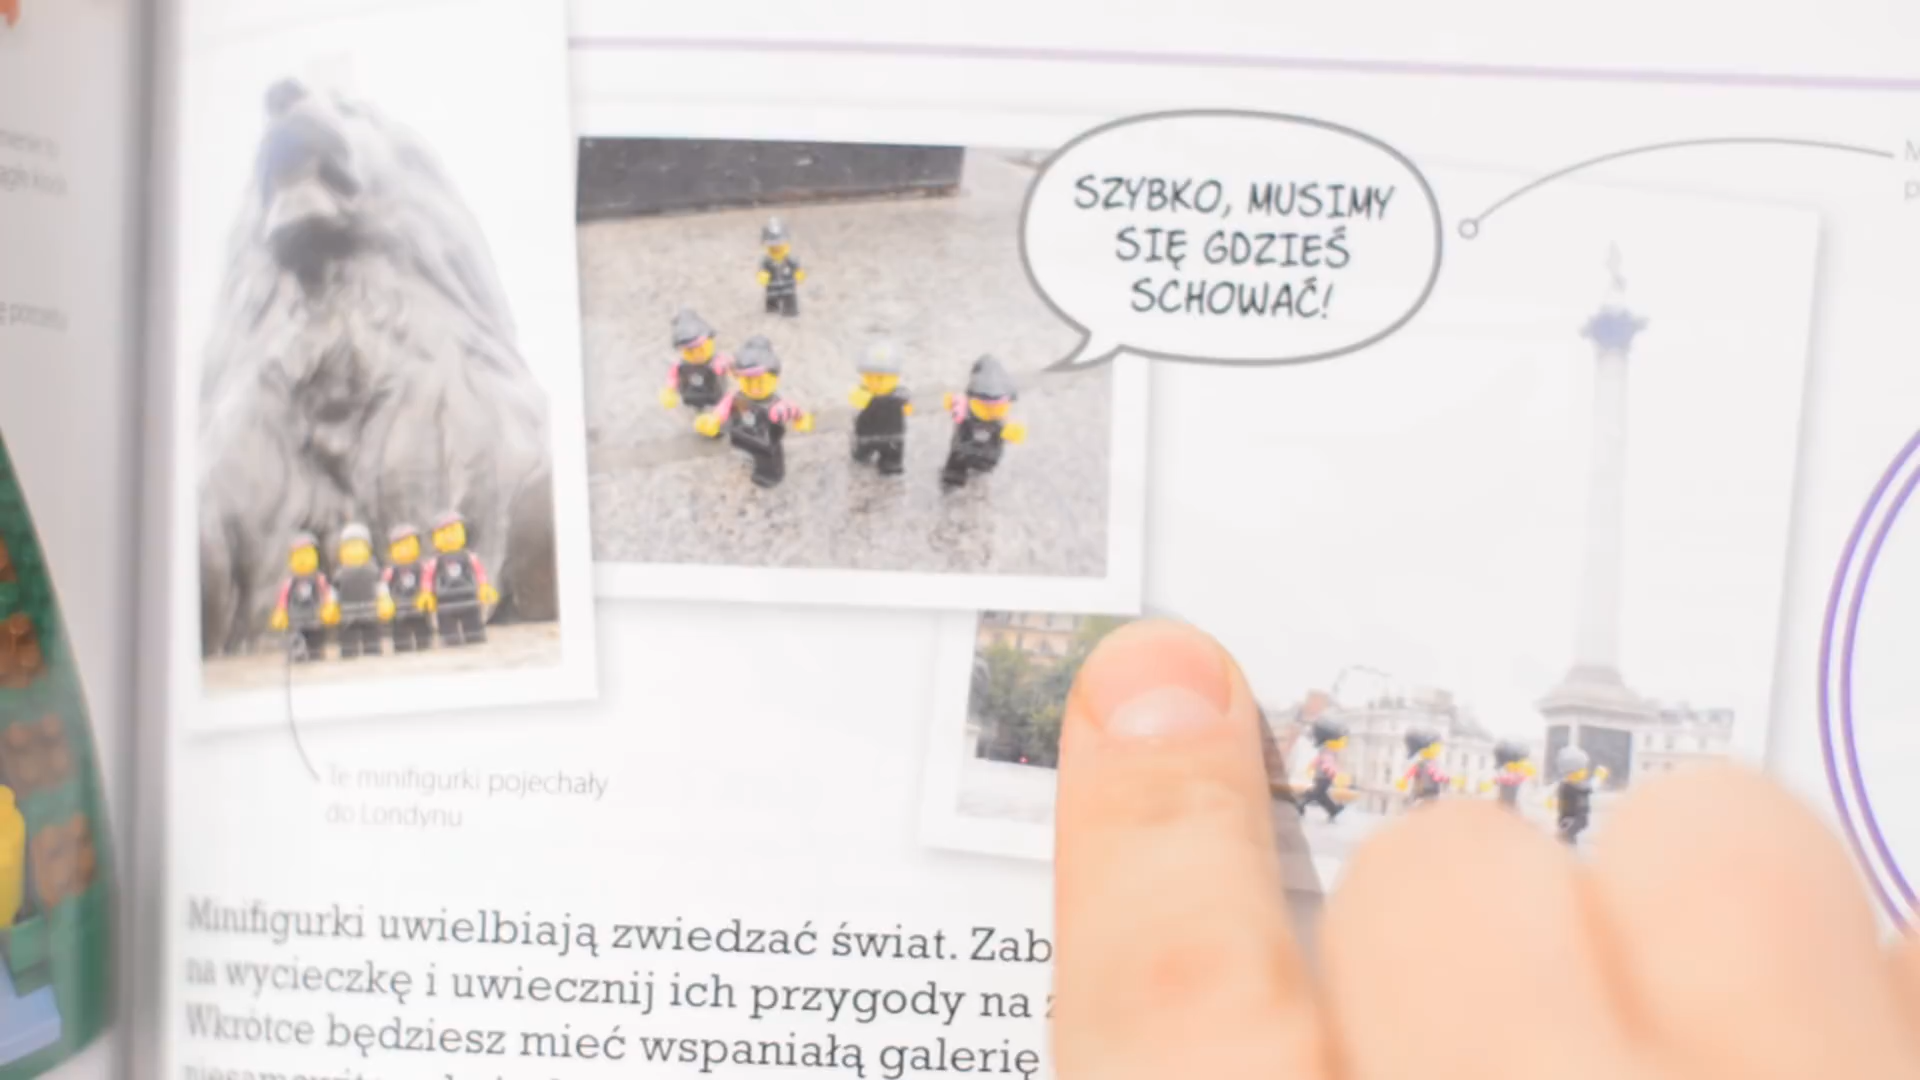 SZYBKO, MUSIMY
SIĘ GDZIEŚ
SCHOWAĆ!
Te minifigurki pojechały
do Londynu
Minifigurki uwielbiają zwiedzać świat. Zab
na wycieczkę i uwiecznij ich przygody na
Wkrótce będziesz mieć wspaniałą galerię